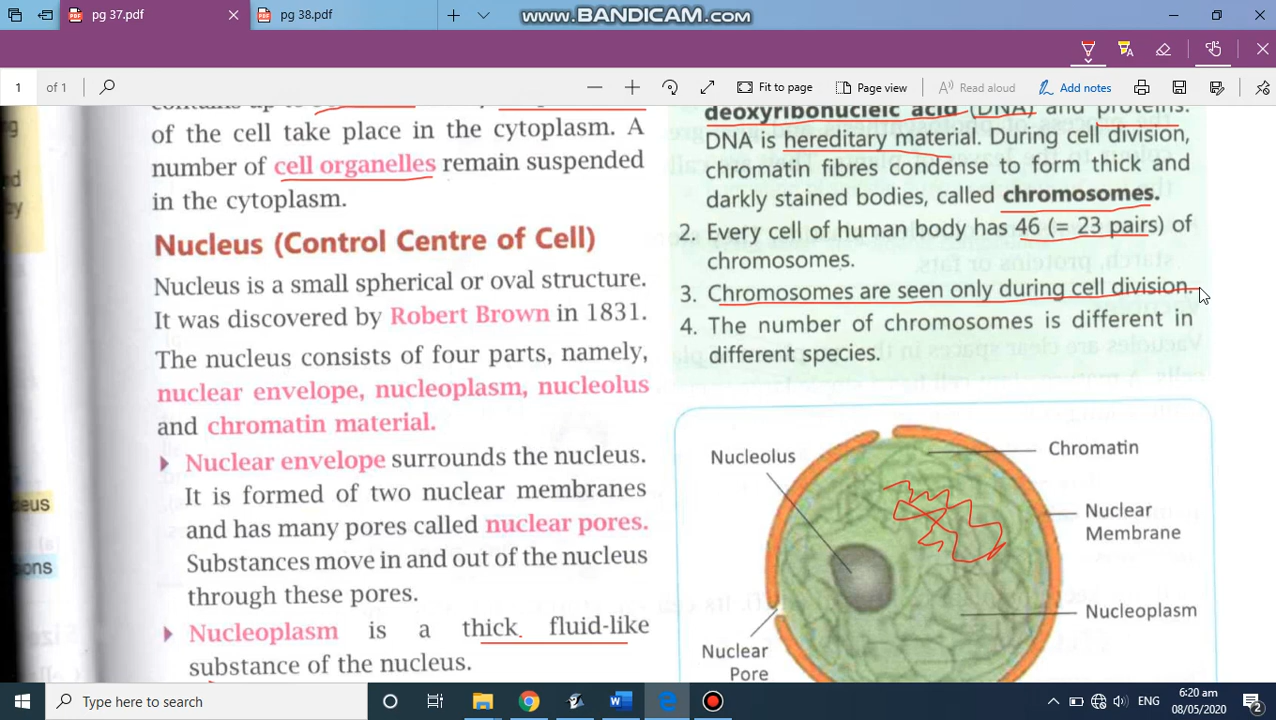 pg 37.pdf
pg 38.pdf
www.BANDICAM.com
1 of 1
Fit to page
Page view
Read aloud
Add notes
of the cell take place in the cytoplasm. A
number of cell organelles remain suspended
in the cytoplasm.
Nucleus (Control Centre of Cell)
Nucleus is a small spherical or oval structure.
It was discovered by Robert Brown in 1831.
The nucleus consists of four parts, namely,
nuclear envelope, nucleoplasm, nucleolus
and chromatin material.
Nuclear envelope surrounds the nucleus.
It is formed of two nuclear membranes
and has many pores called nuclear pores.
Substances move in and out of the nucleus
through these pores.
Nucleoplasm is a thick fluid-like
substance of the nucleus.
deoxyribonucleic acid (DNA) and proteins.
DNA is hereditary material. During cell division,
chromatin fibres condense to form thick and
darkly stained bodies, called chromosomes.
2. Every cell of human body has 46 (= 23 pairs) of
chromosomes.
3. Chromosomes are seen only during cell division.
4. The number of chromosomes is different in
different species.
Nucleolus
Chromatin
Nuclear
Membrane
Nucleoplasm
Nuclear
Pore
Type here to search
ENG
6:20 am
08/05/2020
2